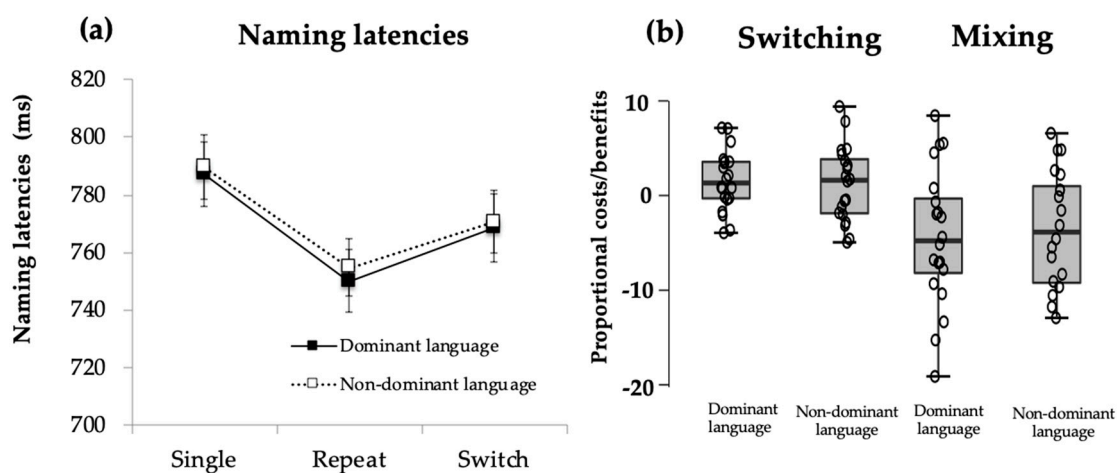 (a)
Naming latencies
Naming latencies (ms)
820
800
780
760
740
720
700
Dominant language
Non-dominant language
Single Repeat Switch
(b)
Switching Mixing
Proportional costs/benefits
10
0
-10
-20
Dominant
language
Non-dominant
language
Dominant
language
Non-dominant
language